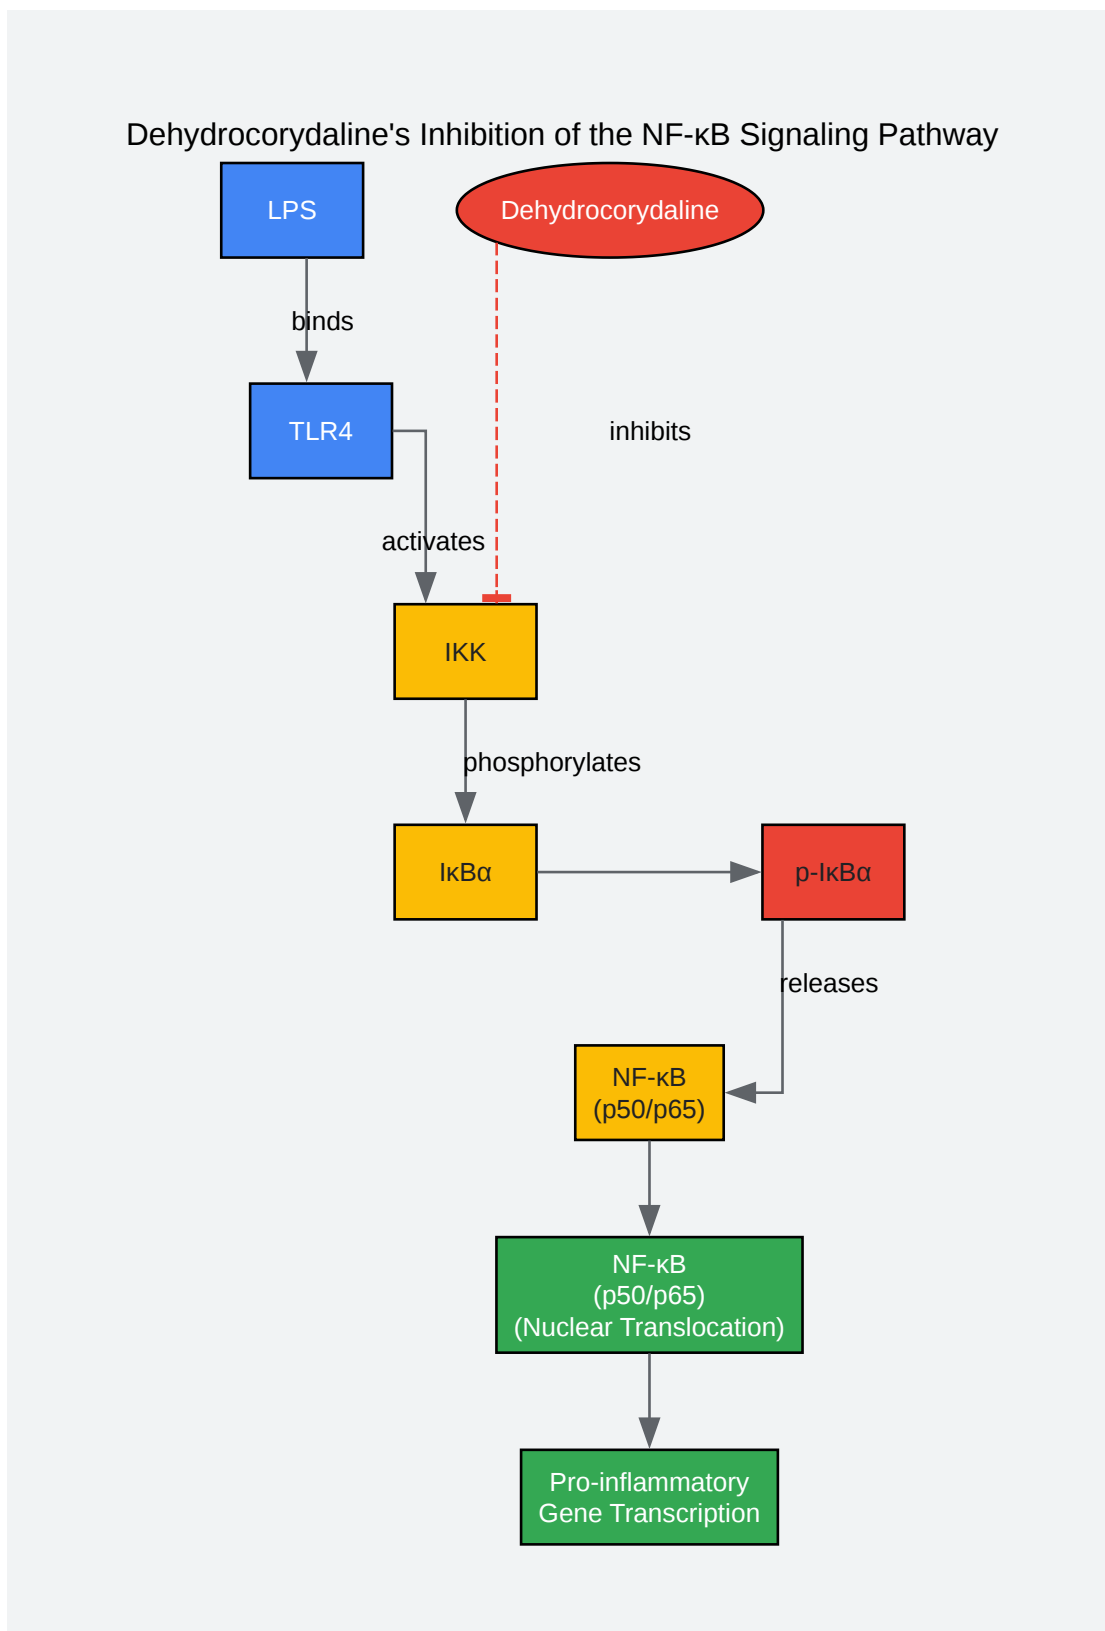 Dehydrocorydaline's Inhibition of the NF-κB Signaling Pathway
LPS
Dehydrocorydaline
binds
TLR4
inhibits
activates
IKK
phosphorylates
IκBα
p-IκBα
releases
NF-κB
(p50/p65)
NF-κB
(p50/p65)
(Nuclear Translocation)
Pro-inflammatory
Gene Transcription